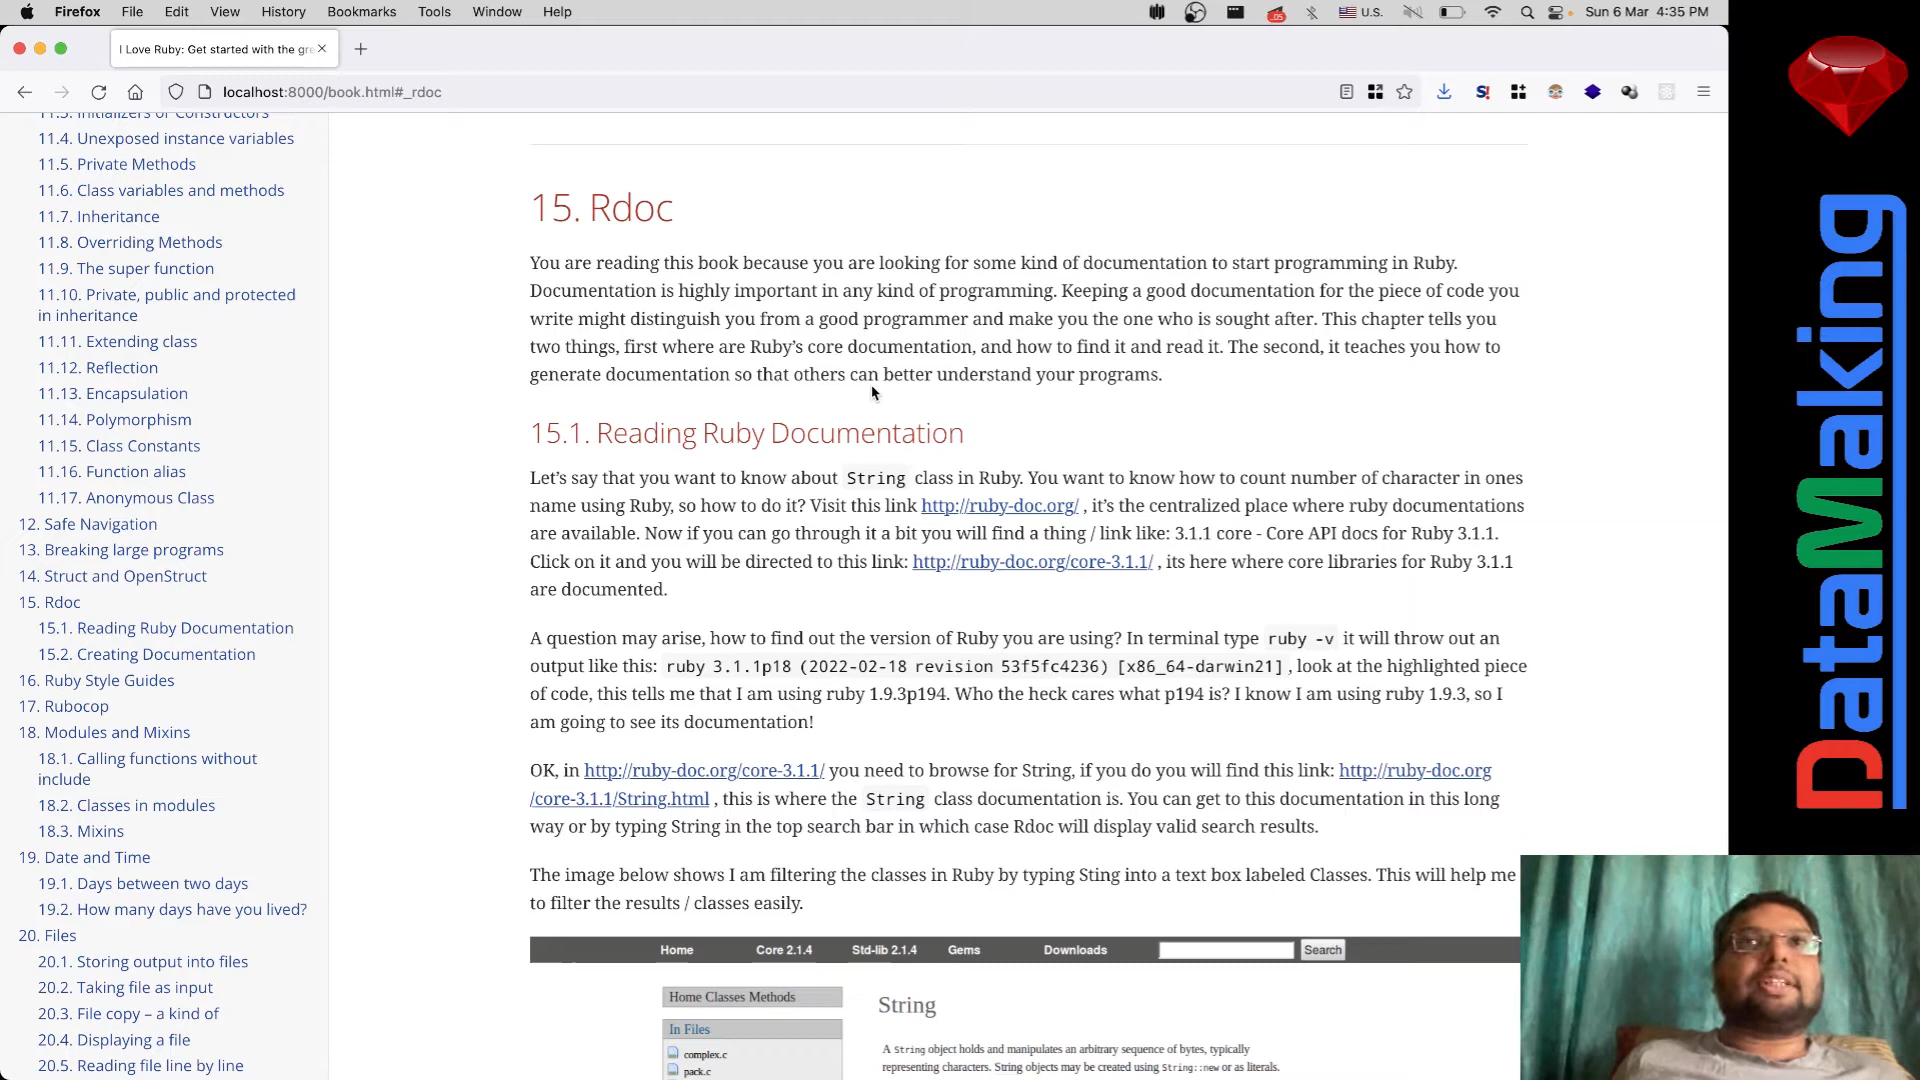 Firefox File Edit View History Bookmarks Tools Window Help .05 U.S. Sun 6 Mar 4:35 PM
I Love Ruby: Get started with the gre
localhost:8000/book.html#_rdoc S!
11.3. Initializers or Constructors
11.4. Unexposed instance variables
11.5. Private Methods
11.6. Class variables and methods
11.7. Inheritance
11.8. Overriding Methods
11.9. The super function
11.10. Private, public and protected
in inheritance
11.11. Extending class
11.12. Reflection
11.13. Encapsulation
11.14. Polymorphism
11.15. Class Constants
11.16. Function alias
11.17. Anonymous Class
12. Safe Navigation
13. Breaking large programs
14. Struct and OpenStruct
15. Rdoc
15.1. Reading Ruby Documentation
15.2. Creating Documentation
16. Ruby Style Guides
17. Rubocop
18. Modules and Mixins
18.1. Calling functions without
include
18.2. Classes in modules
18.3. Mixins
19. Date and Time
19.1. Days between two days
19.2. How many days have you lived?
20. Files
20.1. Storing output into files
20.2. Taking file as input
20.3. File copy – a kind of
20.4. Displaying a file
20.5. Reading file line by line
15. Rdoc
You are reading this book because you are looking for some kind of documentation to start programming in Ruby.
Documentation is highly important in any kind of programming. Keeping a good documentation for the piece of code you
write might distinguish you from a good programmer and make you the one who is sought after. This chapter tells you
two things, first where are Ruby’s core documentation, and how to find it and read it. The second, it teaches you how to
generate documentation so that others can better understand your programs.
15.1. Reading Ruby Documentation
Let’s say that you want to know about String class in Ruby. You want to know how to count number of character in ones
name using Ruby, so how to do it? Visit this link http://ruby-doc.org/ , it’s the centralized place where ruby documentations
are available. Now if you can go through it a bit you will find a thing / link like: 3.1.1 core - Core API docs for Ruby 3.1.1.
Click on it and you will be directed to this link: http://ruby-doc.org/core-3.1.1/ , its here where core libraries for Ruby 3.1.1
are documented.
A question may arise, how to find out the version of Ruby you are using? In terminal type ruby -v it will throw out an
output like this: ruby 3.1.1p18 (2022-02-18 revision 53f5fc4236) [x86_64-darwin21] , look at the highlighted piece
of code, this tells me that I am using ruby 1.9.3p194. Who the heck cares what p194 is? I know I am using ruby 1.9.3, so I
am going to see its documentation!
OK, in http://ruby-doc.org/core-3.1.1/ you need to browse for String, if you do you will find this link: http://ruby-doc.org
/core-3.1.1/String.html , this is where the String class documentation is. You can get to this documentation in this long
way or by typing String in the top search bar in which case Rdoc will display valid search results.
The image below shows I am filtering the classes in Ruby by typing Sting into a text box labeled Classes. This will help me
to filter the results / classes easily.
Home Core 2.1.4 Std-lib 2.1.4 Gems Downloads Search
Home Classes Methods
In Files
complex.c
pack.c
String
A String object holds and manipulates an arbitrary sequence of bytes, typically
representing characters. String objects may be created using String::new or as literals.
DataMaking